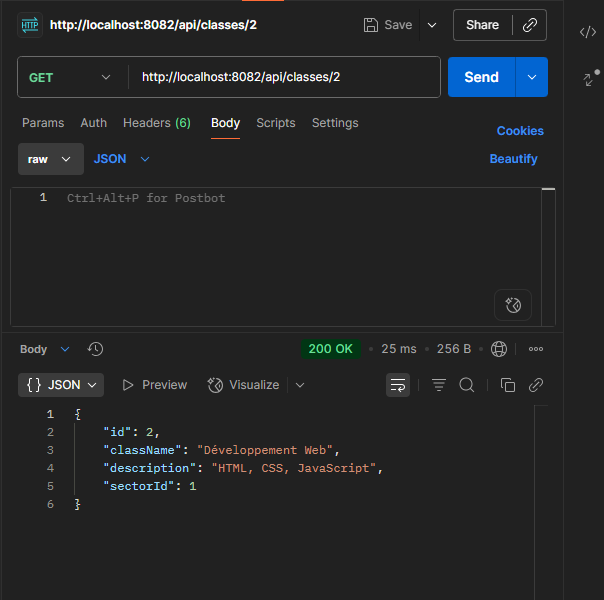 HTTP http://localhost:8082/api/classes/2 Save Share
GET http://localhost:8082/api/classes/2 Send
Params Auth Headers (6) Body Scripts Settings Cookies
raw JSON Beautify
1 Ctrl+Alt+P for Postbot
Body 200 OK • 25 ms • 256 B •
{} JSON Preview Visualize
1 {
2 "id": 2,
3 "className": "Développement Web",
4 "description": "HTML, CSS, JavaScript",
5 "sectorId": 1
6 }